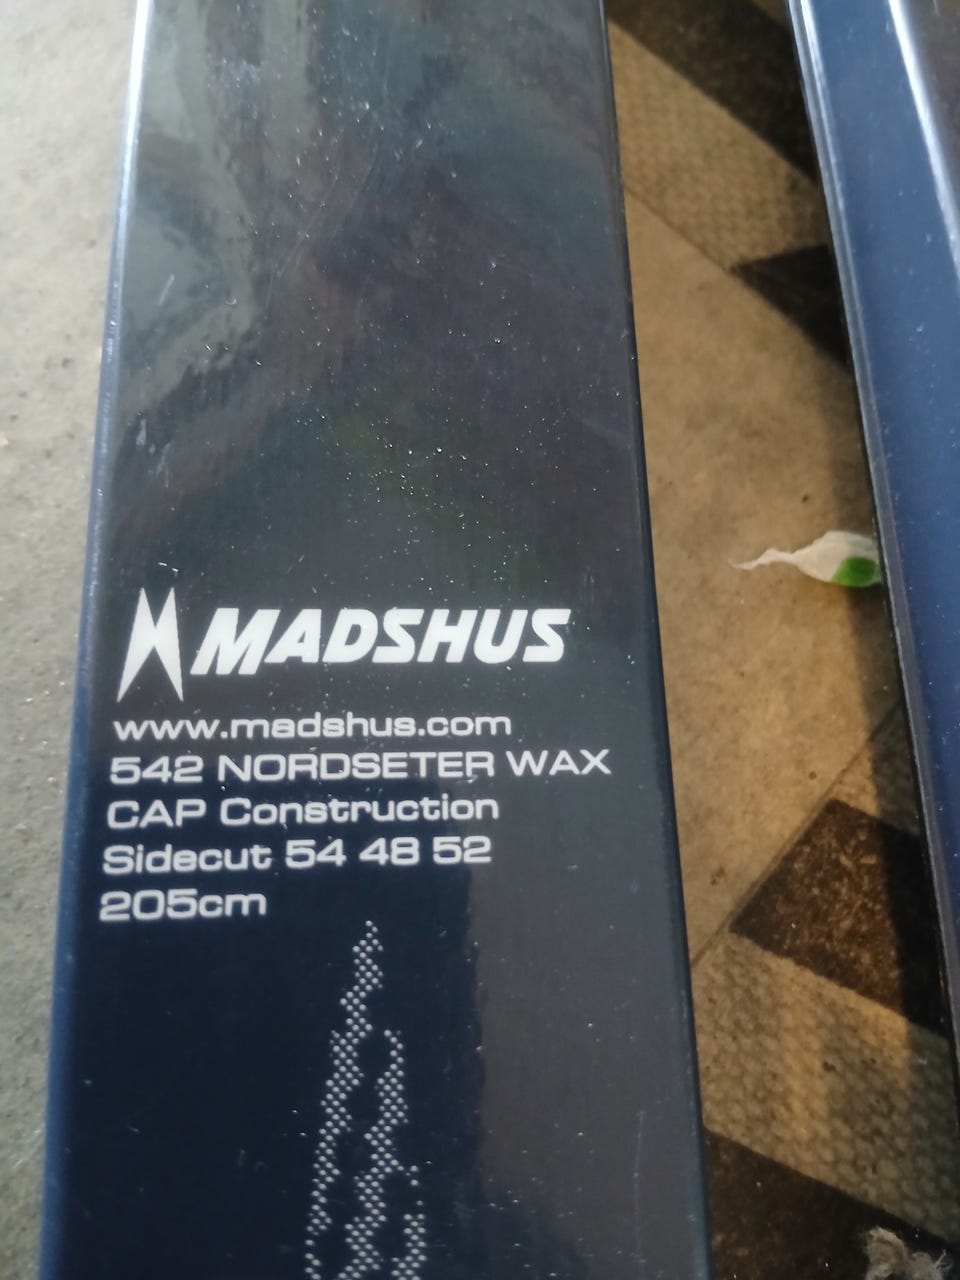 MADSHUS
www.madshus.com
542 NORDSETER WAX
CAP Construction
Sidecut 54 48 52
205cm